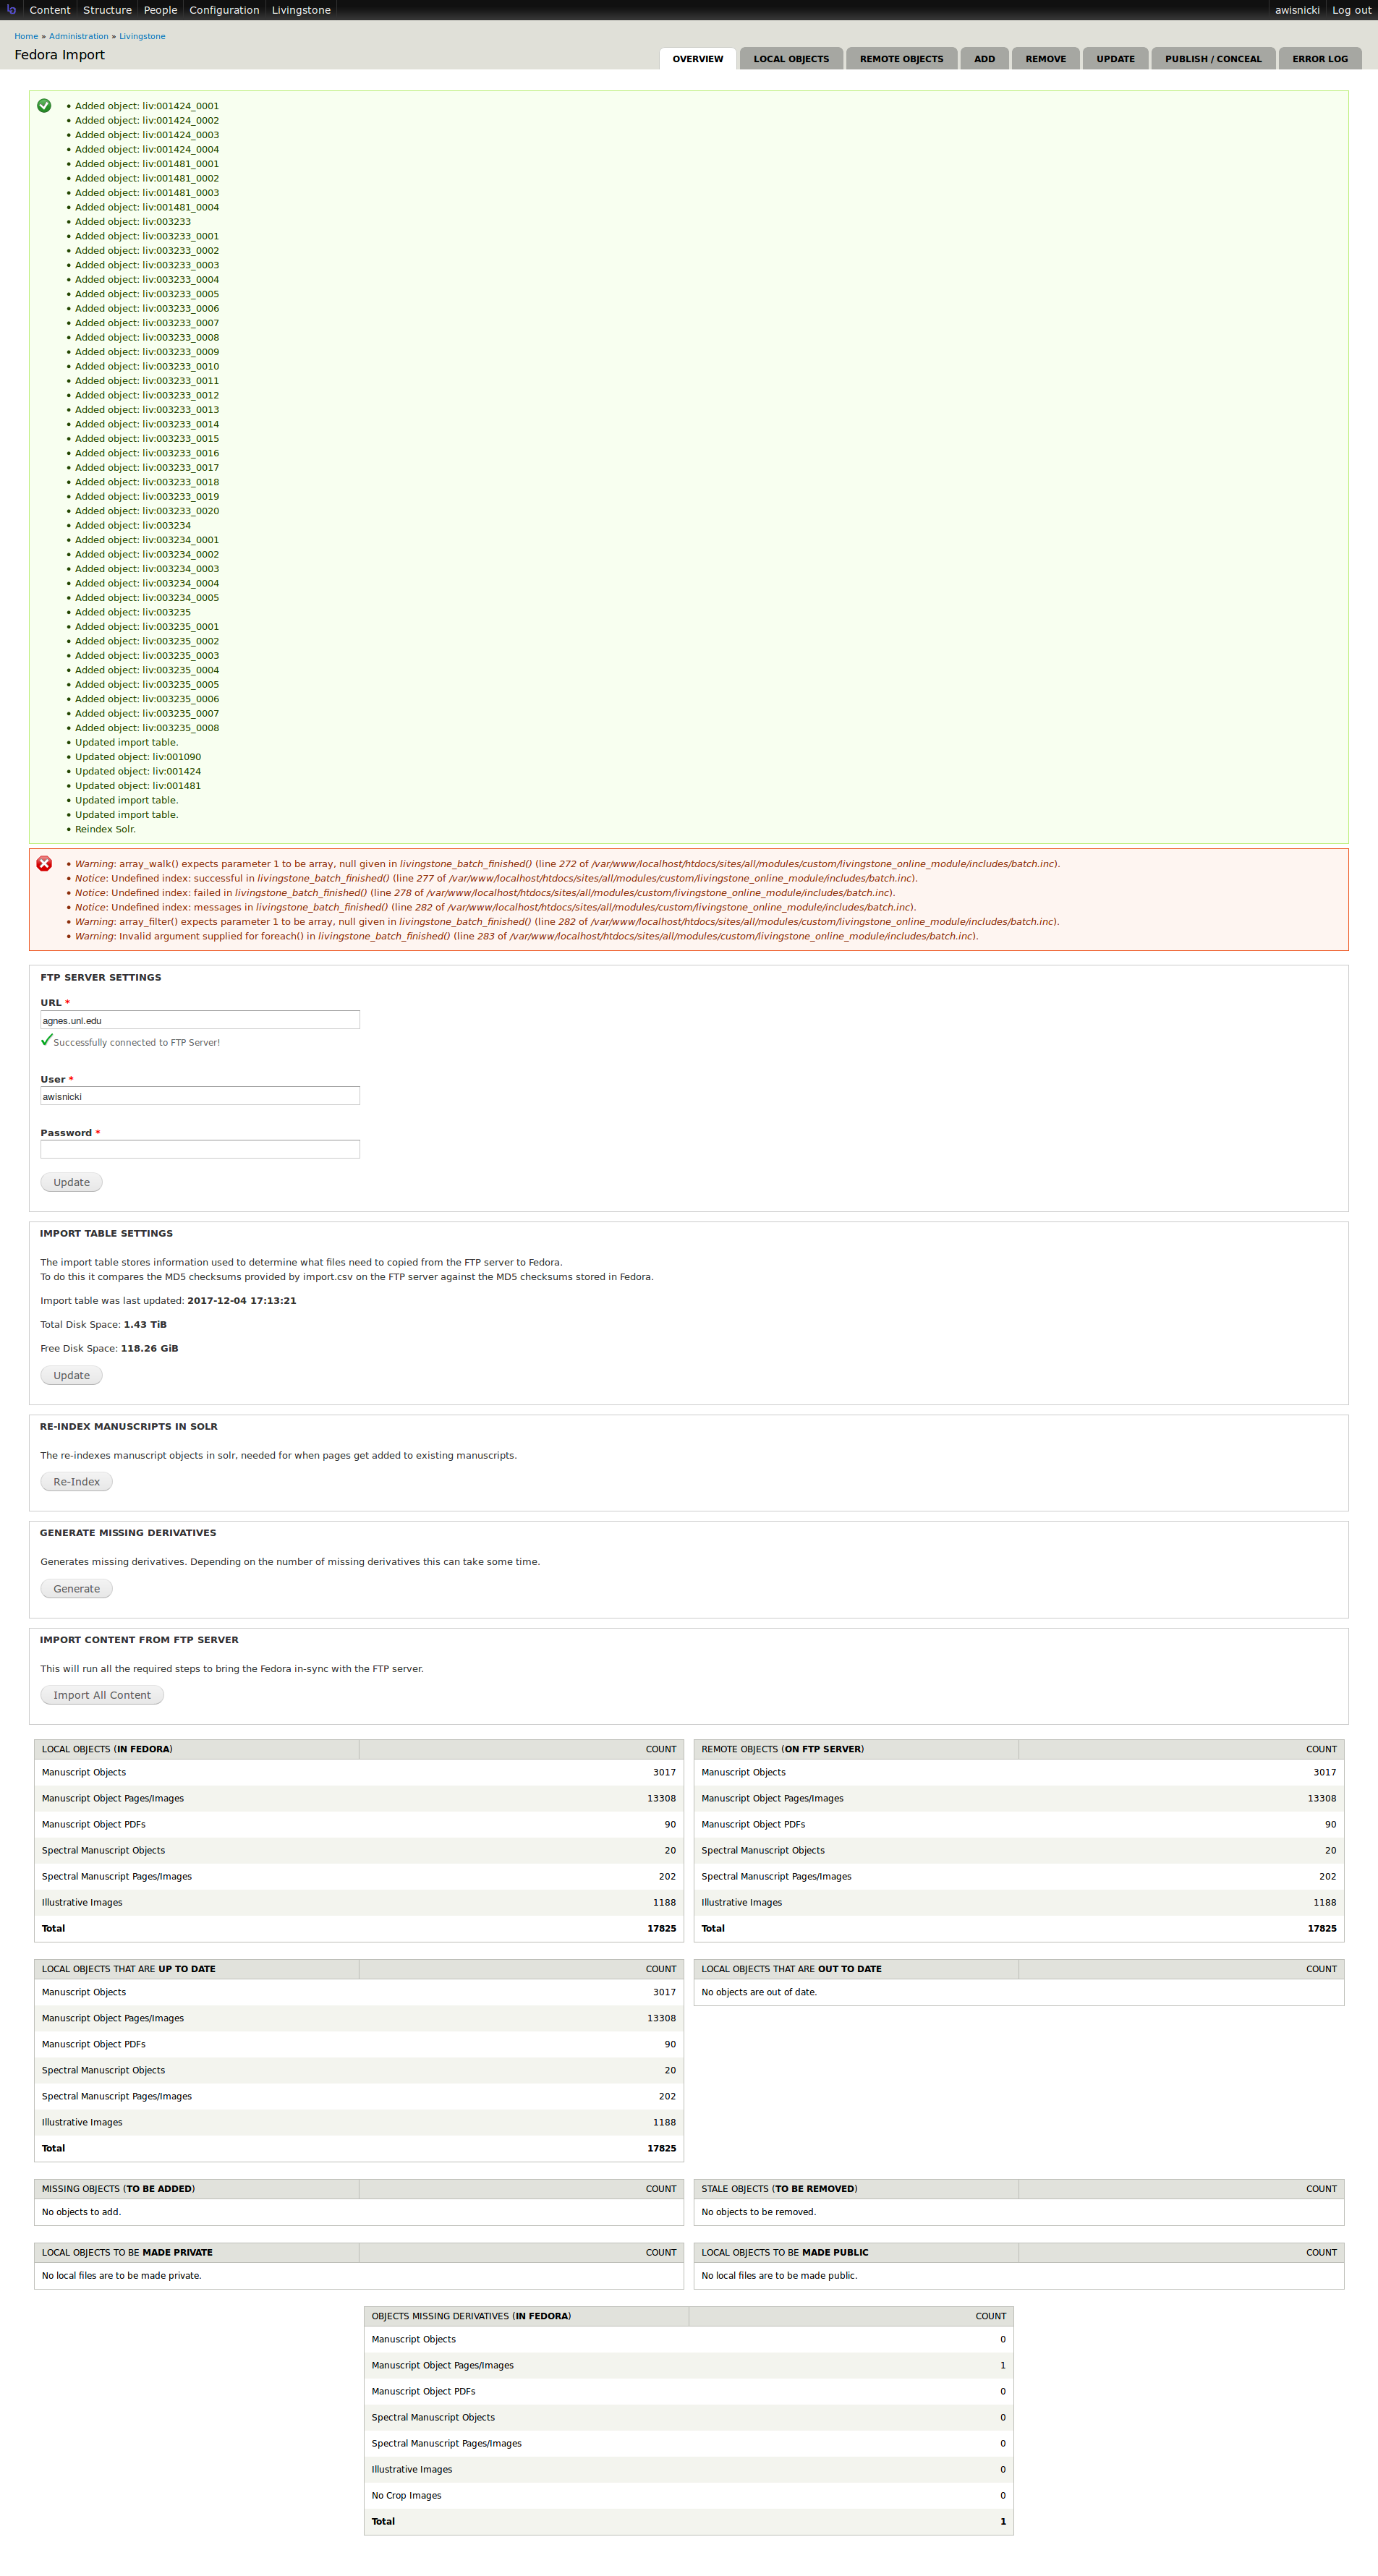 Content Structure People Configuration Livingstone awisnicki Log out
Home » Administration » Livingstone
Fedora Import
OVERVIEW LOCAL OBJECTS REMOTE OBJECTS ADD REMOVE UPDATE PUBLISH / CONCEAL ERROR LOG
• Added object: liv:001424_0001
• Added object: liv:001424_0002
• Added object: liv:001424_0003
• Added object: liv:001424_0004
• Added object: liv:001481_0001
• Added object: liv:001481_0002
• Added object: liv:001481_0003
• Added object: liv:001481_0004
• Added object: liv:003233
• Added object: liv:003233_0001
• Added object: liv:003233_0002
• Added object: liv:003233_0003
• Added object: liv:003233_0004
• Added object: liv:003233_0005
• Added object: liv:003233_0006
• Added object: liv:003233_0007
• Added object: liv:003233_0008
• Added object: liv:003233_0009
• Added object: liv:003233_0010
• Added object: liv:003233_0011
• Added object: liv:003233_0012
• Added object: liv:003233_0013
• Added object: liv:003233_0014
• Added object: liv:003233_0015
• Added object: liv:003233_0016
• Added object: liv:003233_0017
• Added object: liv:003233_0018
• Added object: liv:003233_0019
• Added object: liv:003233_0020
• Added object: liv:003234
• Added object: liv:003234_0001
• Added object: liv:003234_0002
• Added object: liv:003234_0003
• Added object: liv:003234_0004
• Added object: liv:003234_0005
• Added object: liv:003235
• Added object: liv:003235_0001
• Added object: liv:003235_0002
• Added object: liv:003235_0003
• Added object: liv:003235_0004
• Added object: liv:003235_0005
• Added object: liv:003235_0006
• Added object: liv:003235_0007
• Added object: liv:003235_0008
• Updated import table.
• Updated object: liv:001090
• Updated object: liv:001424
• Updated object: liv:001481
• Updated import table.
• Updated import table.
• Reindex Solr.
• Warning: array_walk() expects parameter 1 to be array, null given in livingstone_batch_finished() (line 272 of /var/www/localhost/htdocs/sites/all/modules/custom/livingstone_online_module/includes/batch.inc).
• Notice: Undefined index: successful in livingstone_batch_finished() (line 277 of /var/www/localhost/htdocs/sites/all/modules/custom/livingstone_online_module/includes/batch.inc).
• Notice: Undefined index: failed in livingstone_batch_finished() (line 278 of /var/www/localhost/htdocs/sites/all/modules/custom/livingstone_online_module/includes/batch.inc).
• Notice: Undefined index: messages in livingstone_batch_finished() (line 282 of /var/www/localhost/htdocs/sites/all/modules/custom/livingstone_online_module/includes/batch.inc).
• Warning: array_filter() expects parameter 1 to be array, null given in livingstone_batch_finished() (line 282 of /var/www/localhost/htdocs/sites/all/modules/custom/livingstone_online_module/includes/batch.inc).
• Warning: Invalid argument supplied for foreach() in livingstone_batch_finished() (line 283 of /var/www/localhost/htdocs/sites/all/modules/custom/livingstone_online_module/includes/batch.inc).
FTP SERVER SETTINGS
URL *
agnes.unl.edu
Successfully connected to FTP Server!
User *
awisnicki
Password *
Update
IMPORT TABLE SETTINGS
The import table stores information used to determine what files need to copied from the FTP server to Fedora.
To do this it compares the MD5 checksums provided by import.csv on the FTP server against the MD5 checksums stored in Fedora.
Import table was last updated: 2017-12-04 17:13:21
Total Disk Space: 1.43 TiB
Free Disk Space: 118.26 GiB
Update
RE-INDEX MANUSCRIPTS IN SOLR
The re-indexes manuscript objects in solr, needed for when pages get added to existing manuscripts.
Re-Index
GENERATE MISSING DERIVATIVES
Generates missing derivatives. Depending on the number of missing derivatives this can take some time.
Generate
IMPORT CONTENT FROM FTP SERVER
This will run all the required steps to bring the Fedora in-sync with the FTP server.
Import All Content
LOCAL OBJECTS (IN FEDORA) COUNT
Manuscript Objects 3017
Manuscript Object Pages/Images 13308
Manuscript Object PDFs 90
Spectral Manuscript Objects 20
Spectral Manuscript Pages/Images 202
Illustrative Images 1188
Total 17825
REMOTE OBJECTS (ON FTP SERVER) COUNT
Manuscript Objects 3017
Manuscript Object Pages/Images 13308
Manuscript Object PDFs 90
Spectral Manuscript Objects 20
Spectral Manuscript Pages/Images 202
Illustrative Images 1188
Total 17825
LOCAL OBJECTS THAT ARE UP TO DATE COUNT
Manuscript Objects 3017
Manuscript Object Pages/Images 13308
Manuscript Object PDFs 90
Spectral Manuscript Objects 20
Spectral Manuscript Pages/Images 202
Illustrative Images 1188
Total 17825
LOCAL OBJECTS THAT ARE OUT TO DATE COUNT
No objects are out of date.
MISSING OBJECTS (TO BE ADDED) COUNT
No objects to add.
STALE OBJECTS (TO BE REMOVED) COUNT
No objects to be removed.
LOCAL OBJECTS TO BE MADE PRIVATE COUNT
No local files are to be made private.
LOCAL OBJECTS TO BE MADE PUBLIC COUNT
No local files are to be made public.
OBJECTS MISSING DERIVATIVES (IN FEDORA) COUNT
Manuscript Objects 0
Manuscript Object Pages/Images 1
Manuscript Object PDFs 0
Spectral Manuscript Objects 0
Spectral Manuscript Pages/Images 0
Illustrative Images 0
No Crop Images 0
Total 1